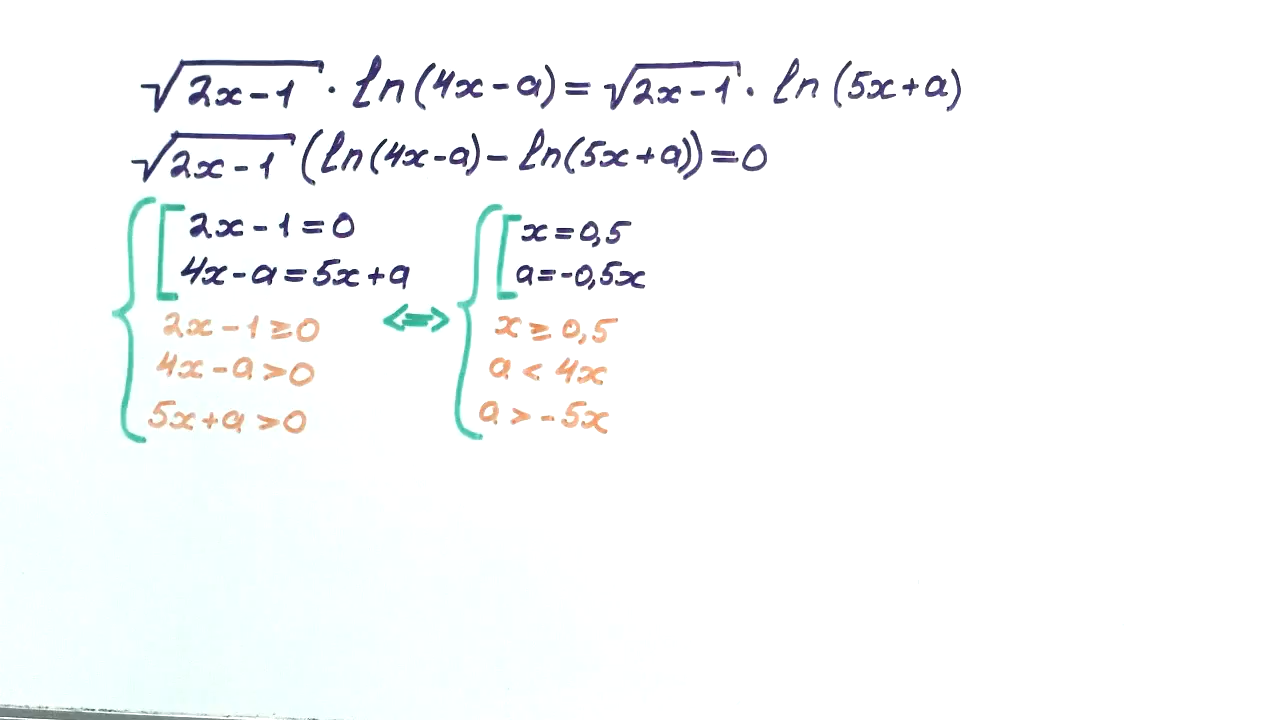 √2x-1 · ln(4x-a) = √2x-1 · ln(5x+a)
√2x-1 (ln(4x-a) - ln(5x+a)) = 0
{ [ 2x-1=0 { [ x=0,5
4x-a=5x+a a=-0,5x
2x-1≥0 <=> x≥0,5
4x-a>0 a<4x
5x+a>0 a>-5x